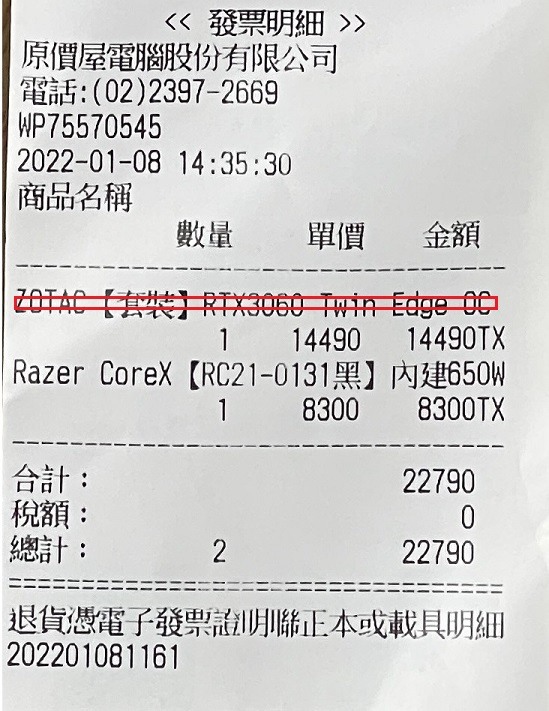 << 發票明細 >>
原價屋電腦股份有限公司
電話:(02)2397-2669
WP75570545
2022-01-08 14:35:30
商品名稱
數量 單價 金額
ZOTAC【套裝】RTX3060 Twin Edge OC
1 14490 14490TX
Razer CoreX【RC21-0131黑】內建650W
1 8300 8300TX
合計: 22790
稅額: 0
總計: 2 22790
退貨憑電子發票證明聯正本或載具明細
202201081161